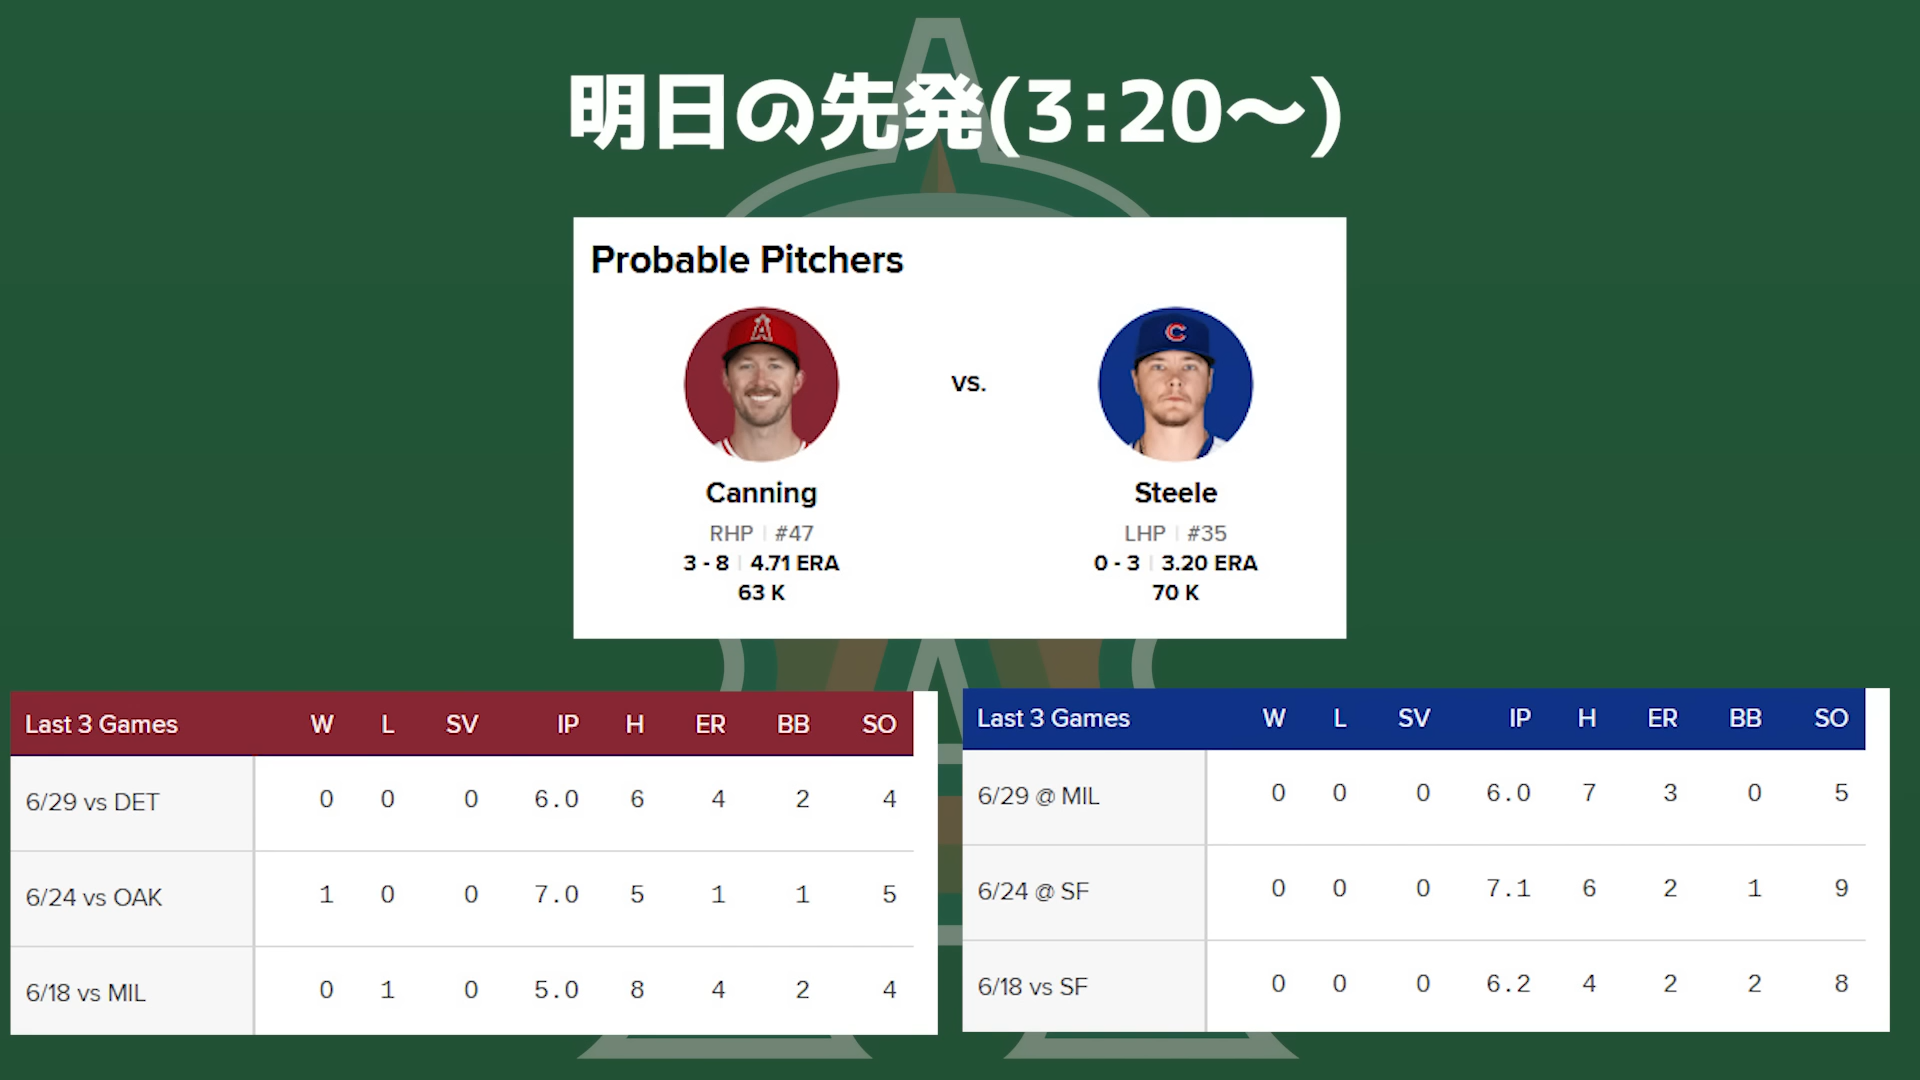 明日の先発(3:20～)
Probable Pitchers
A
C
vs.
Canning
RHP | #47
3 - 8 | 4.71 ERA
63 K
Steele
LHP | #35
0 - 3 | 3.20 ERA
70 K
Last 3 Games W L SV IP H ER BB SO
6/29 vs DET 0 0 0 6.0 6 4 2 4
6/24 vs OAK 1 0 0 7.0 5 1 1 5
6/18 vs MIL 0 1 0 5.0 8 4 2 4
Last 3 Games W L SV IP H ER BB SO
6/29 @ MIL 0 0 0 6.0 7 3 0 5
6/24 @ SF 0 0 0 7.1 6 2 1 9
6/18 vs SF 0 0 0 6.2 4 2 2 8